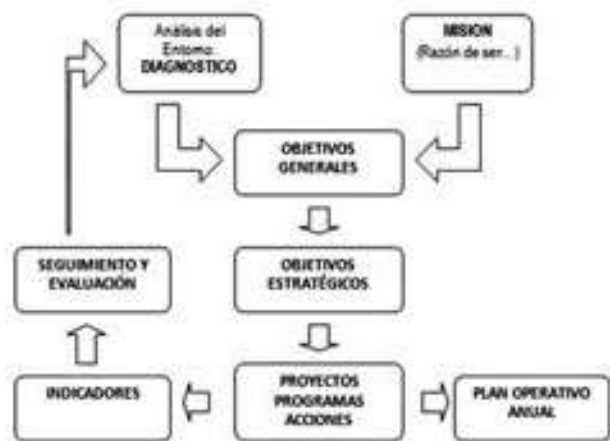 Análisis del
Entorno
DIAGNOSTICO
MISION
(Razón de ser...)
OBJETIVOS
GENERALES
SEGUIMIENTO Y
EVALUACIÓN
OBJETIVOS
ESTRATÉGICOS
INDICADORES
PROYECTOS
PROGRAMAS
ACCIONES
PLAN OPERATIVO
ANUAL